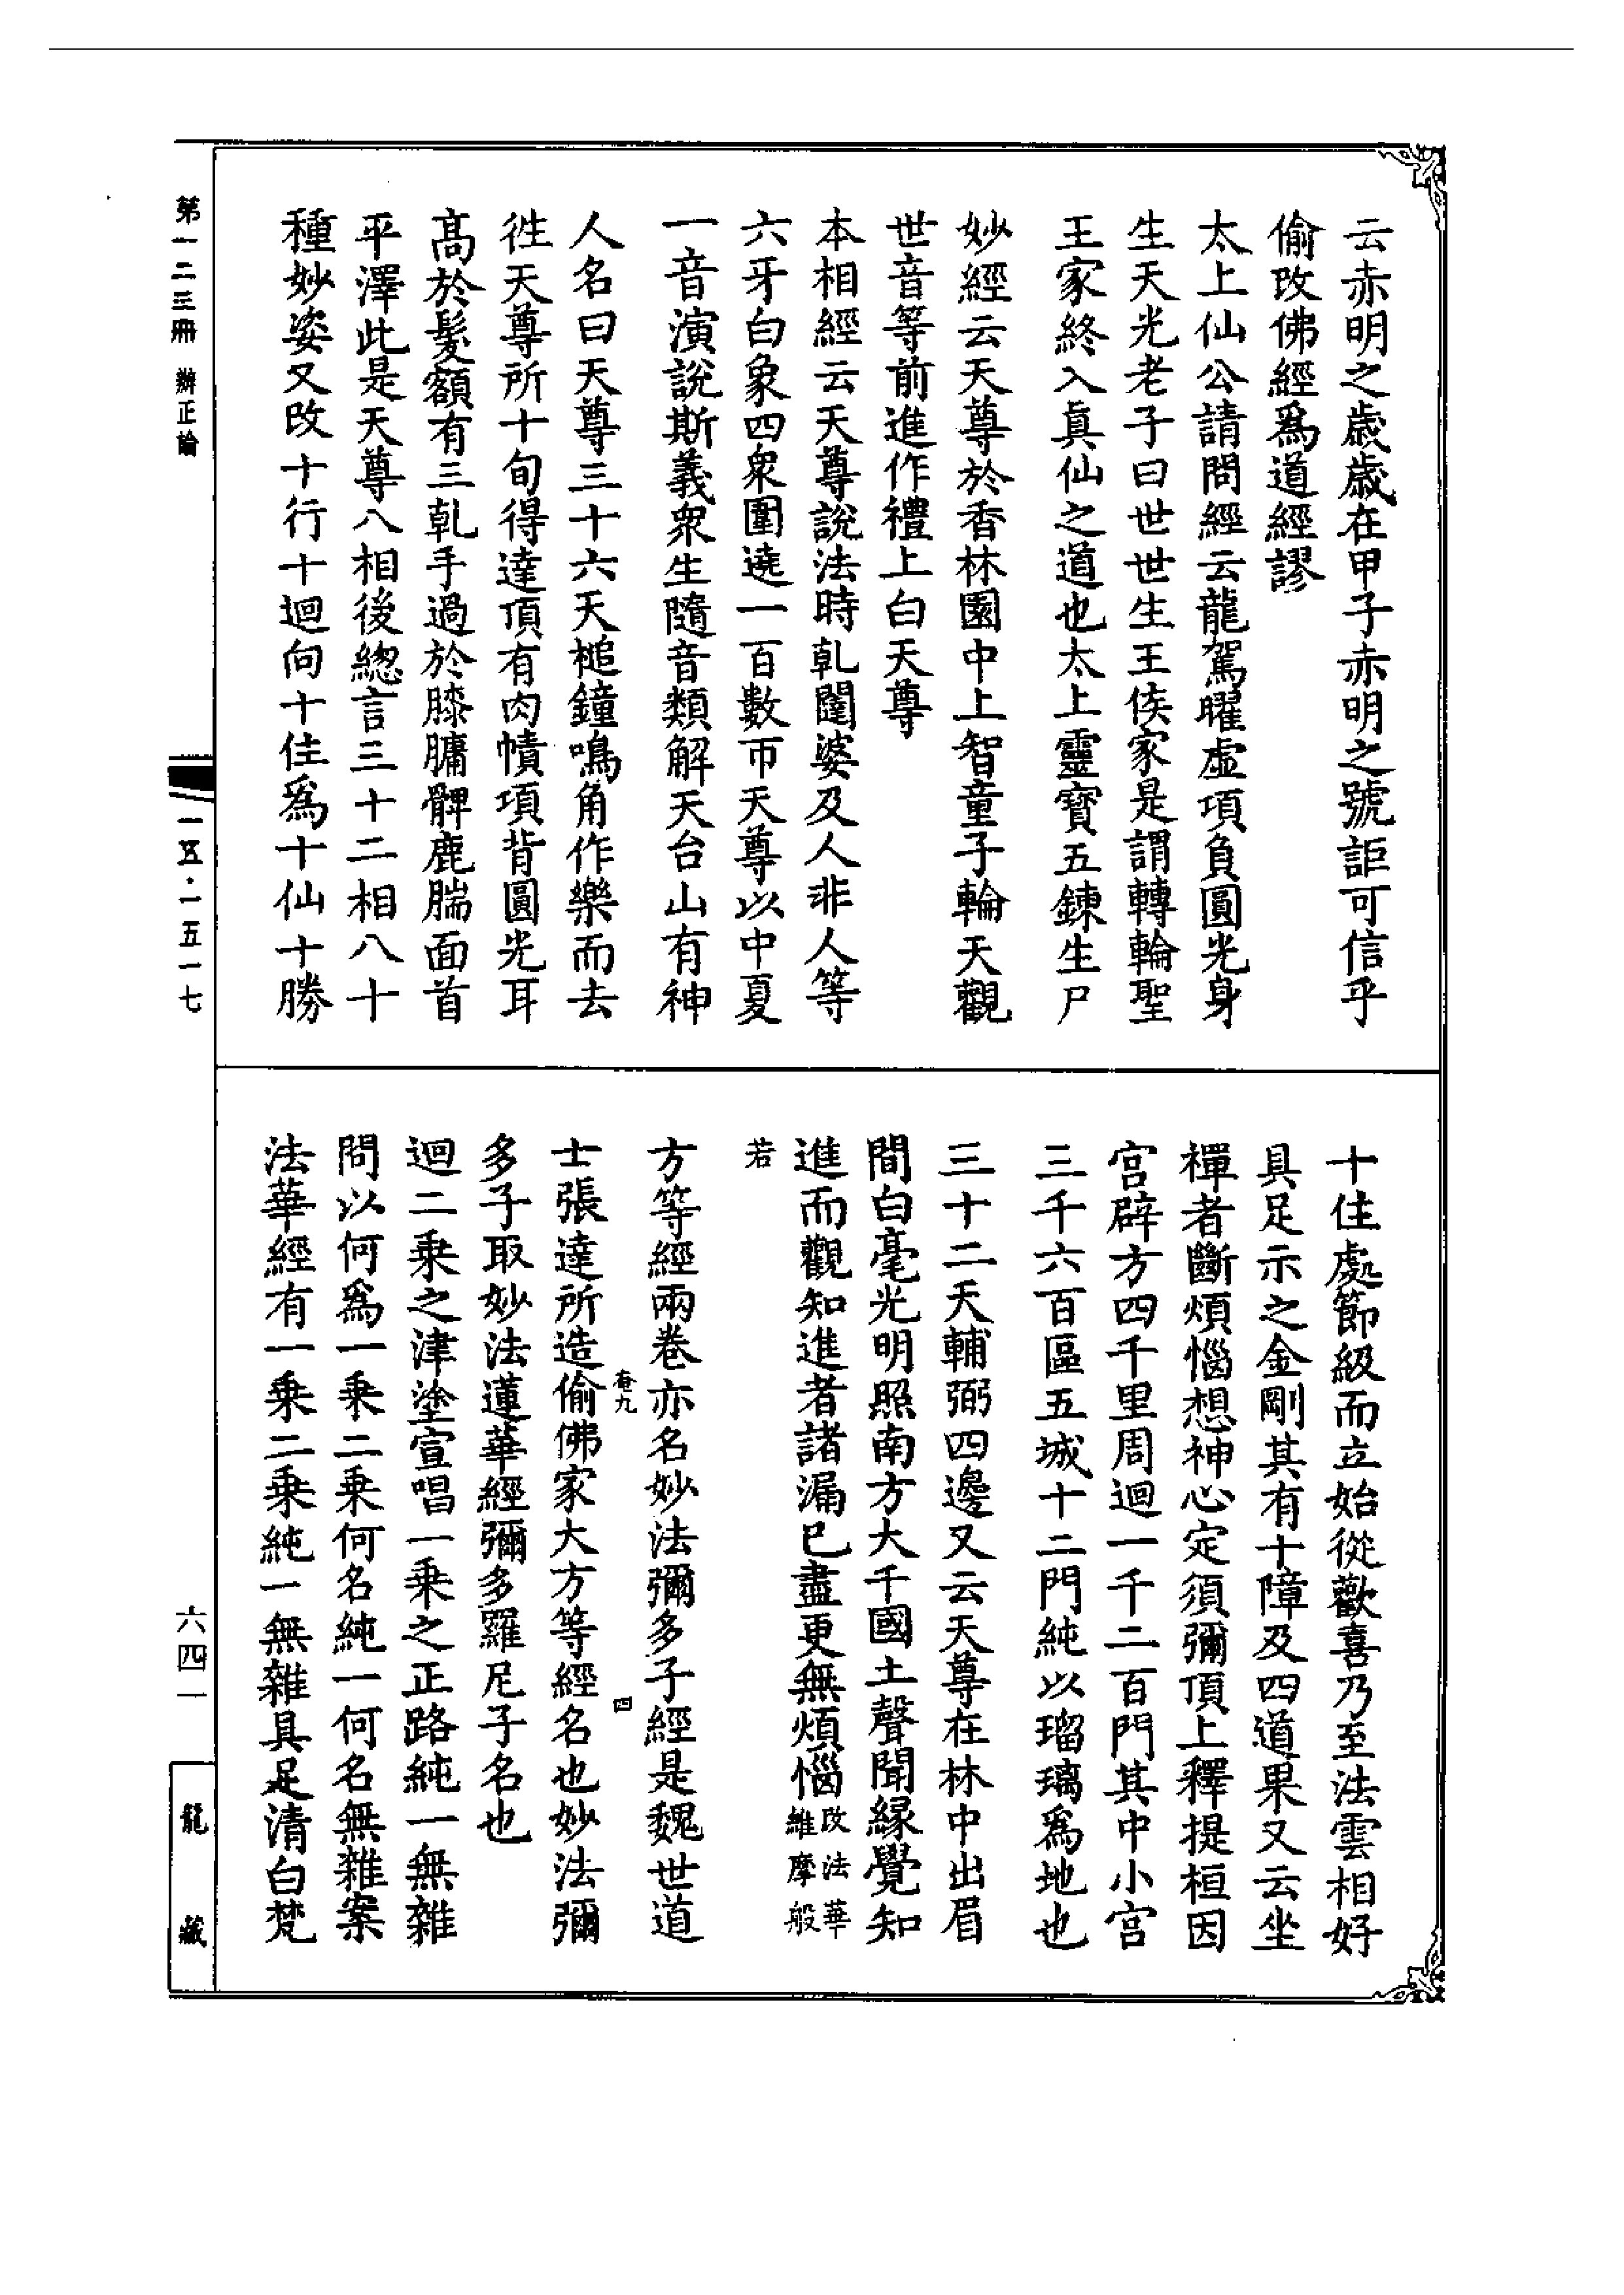 云赤明之歲歲在甲子赤明之號詎可信乎
偷改佛經爲道經謬
太上仙公請問經云龍駕曜虛項負圓光身
生天光老子曰世世生王侯家是謂轉輪聖
王家終入眞仙之道也太上靈寶五鍊生尸
妙經云天尊於香林園中上智童子輪天觀
世音等前進作禮上白天尊
本相經云天尊說法時乹闥婆及人非人等
六牙白象四衆圍遶一百數帀天尊以中夏
一音演說斯義衆生隨音類解天台山有神
人名曰天尊三十六天槌鐘鳴角作樂而去
徃天尊所十旬得達頂有肉幘項背圓光耳
高於髮額有三乹手過於膝膊髀鹿腨面首
平澤此是天尊八相後總言三十二相八十
種妙姿又改十行十迴向十住爲十仙十勝
十住處節級而立始從歡喜乃至法雲相好
具足示之金剛其有十障及四道果又云坐
禪者斷煩惱想神心定須彌頂上釋提桓因
宮辟方四千里周迴一千二百門其中小宮
三千六百區五城十二門純以瑠璃爲地也
三十二天輔弼四邊又云天尊在林中出眉
間白毫光明照南方大千國土聲聞緣覺知
進而觀知進者諸漏已盡更無煩惱改法華
維摩般
若
方等經兩卷亦名妙法彌多子經是魏世道
卷九
四
士張達所造偷佛家大方等經名也妙法彌
多子取妙法蓮華經彌多羅尼子名也
迴二乘之津塗宣唱一乘之正路純一無雜
問以何爲一乘二乘何名純一何名無雜案
法華經有一乘二乘純一無雜具足清白梵
第一二三冊 辯正論
一五·一五一七
六四一
龍藏